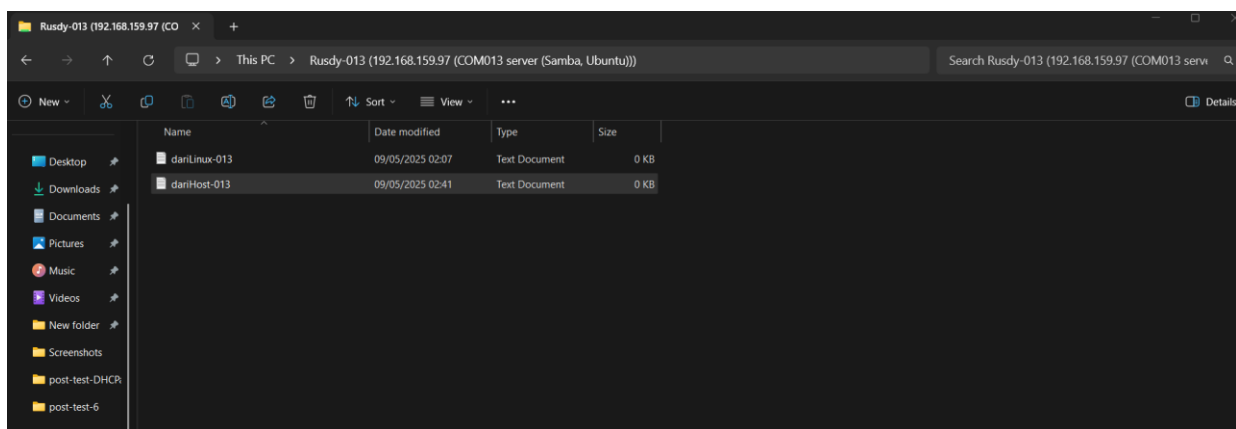 Rusdy-013 (192.168.159.97 (CO
This PC > Rusdy-013 (192.168.159.97 (COM013 server (Samba, Ubuntu)))
Search Rusdy-013 (192.168.159.97 (COM013 serve
New
Sort
View
Details
Name Date modified Type Size
dariLinux-013 09/05/2025 02:07 Text Document 0 KB
dariHost-013 09/05/2025 02:41 Text Document 0 KB
Desktop
Downloads
Documents
Pictures
Music
Videos
New folder
Screenshots
post-test-DHCPa
post-test-6